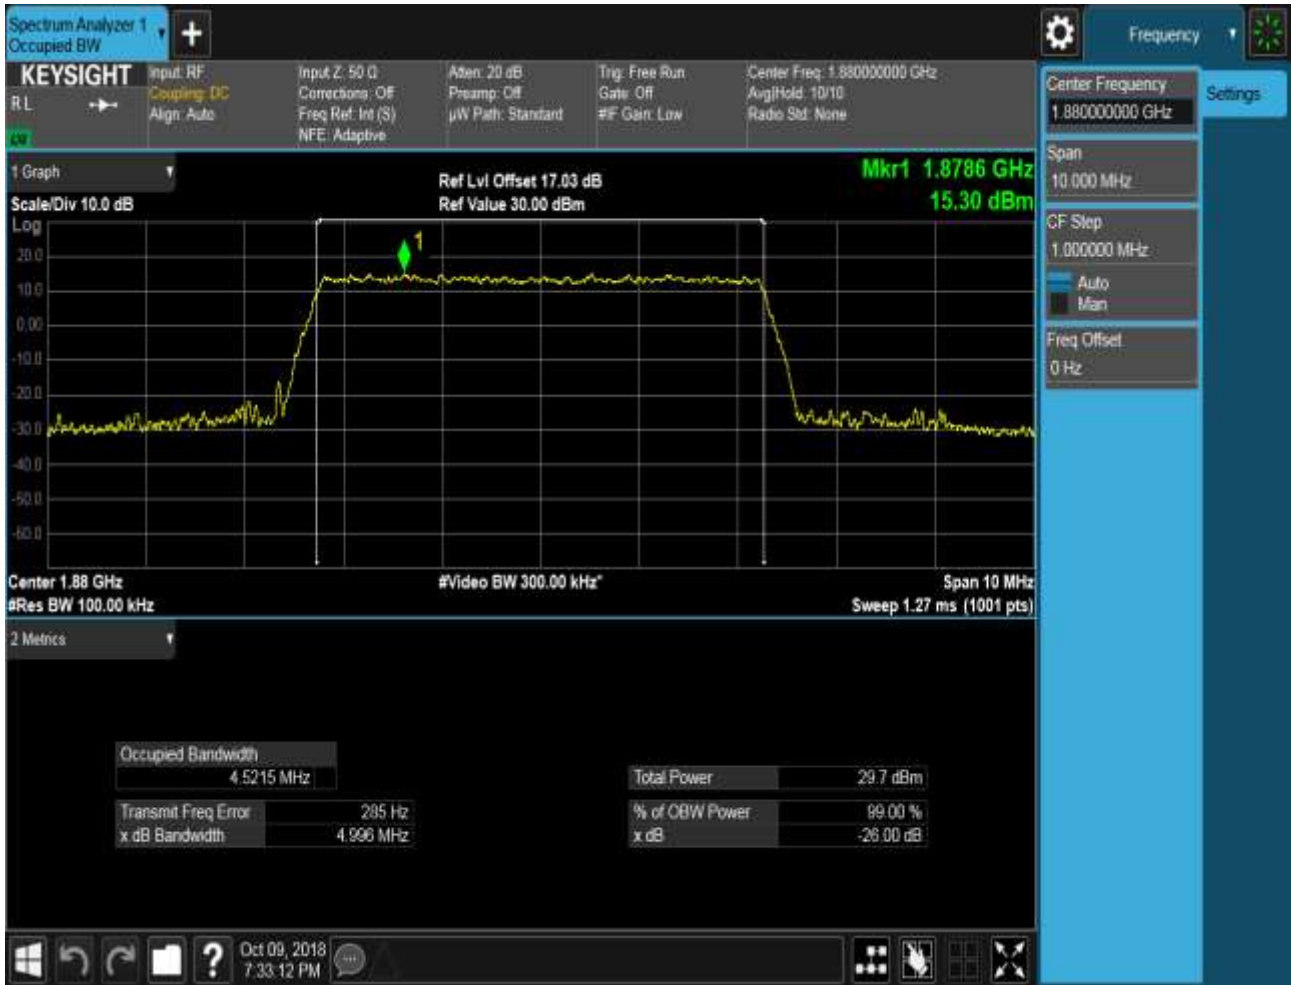 Spectrum Analyzer 1
Occupied BW
Frequency
KEYSIGHT
RL
Input: RF
Coupling: DC
Align: Auto
Input Z: 50 Ω
Corrections: Off
Freq Ref: Int (S)
NFE: Adaptive
Atten: 20 dB
Preamp: Off
µW Path: Standard
Trig: Free Run
Gate: Off
#IF Gain: Low
Center Freq: 1.880000000 GHz
Avg|Hold: 10/10
Radio Std: None
Center Frequency
1.880000000 GHz
Settings
Span
10.000 MHz
CF Step
1.000000 MHz
Auto
Man
Freq Offset
0 Hz
1 Graph
Scale/Div 10.0 dB
Ref Lvl Offset 17.03 dB
Ref Value 30.00 dBm
Mkr1 1.8786 GHz
15.30 dBm
Log
1
20.0
10.0
0.00
-10.0
-20.0
-30.0
-40.0
-50.0
-60.0
Center 1.88 GHz
#Video BW 300.00 kHz*
Span 10 MHz
#Res BW 100.00 kHz
Sweep 1.27 ms (1001 pts)
2 Metrics
Occupied Bandwidth
4.5215 MHz
Total Power 29.7 dBm
Transmit Freq Error 285 Hz
% of OBW Power 99.00 %
x dB Bandwidth 4.996 MHz
x dB -26.00 dB
?
Oct 09, 2018
7:33:12 PM